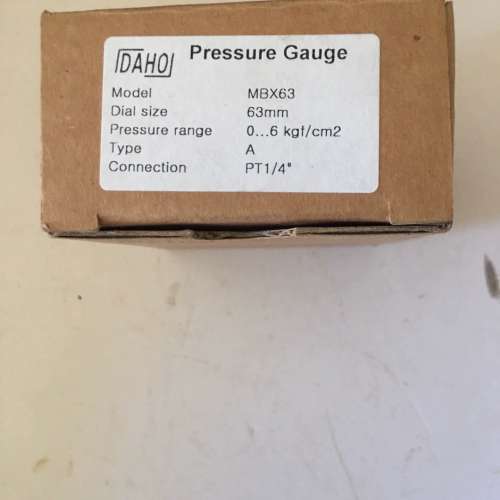 DAHO Pressure Gauge
Model MBX63
Dial size 63mm
Pressure range 0...6 kgf/cm2
Type A
Connection PT1/4"